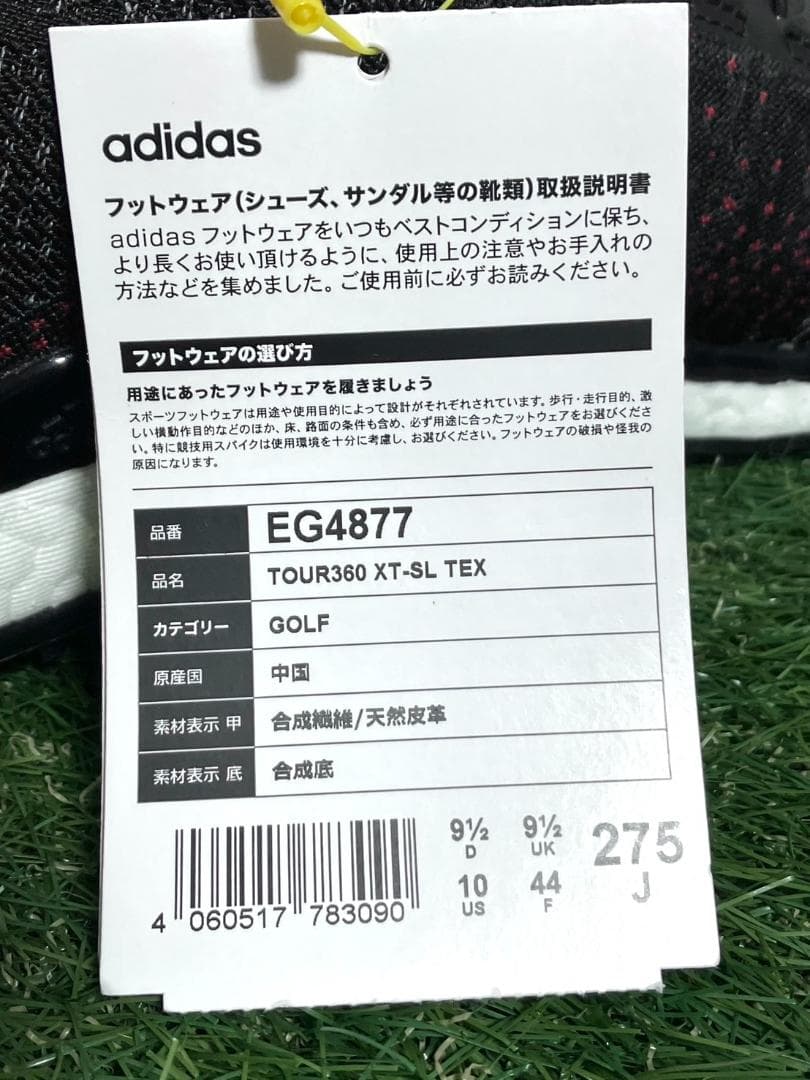 adidas
フットウェア(シューズ、サンダル等の靴類)取扱説明書
adidas フットウェアをいつもベストコンディションに保ち、
より長くお使い頂けるように、使用上の注意やお手入れの
方法などを集めました。ご使用前に必ずお読みください。
フットウェアの選び方
用途にあったフットウェアを履きましょう
スポーツフットウェアは用途や使用目的によって設計がそれぞれされています。歩行・走行目的、激
しい横動作目的などのほか、床、路面の条件も含め、必ず用途に合ったフットウェアをお選びくださ
い。特に競技用スパイクは使用環境を十分に考慮し、お選びください。フットウェアの破損や怪我の
原因になります。
品番 EG4877
品名 TOUR360 XT-SL TEX
カテゴリー GOLF
原産国 中国
素材表示 甲 合成繊維/天然皮革
素材表示 底 合成底
9½ 9½ 275
D UK J
10 44
US F
4 060517 783090